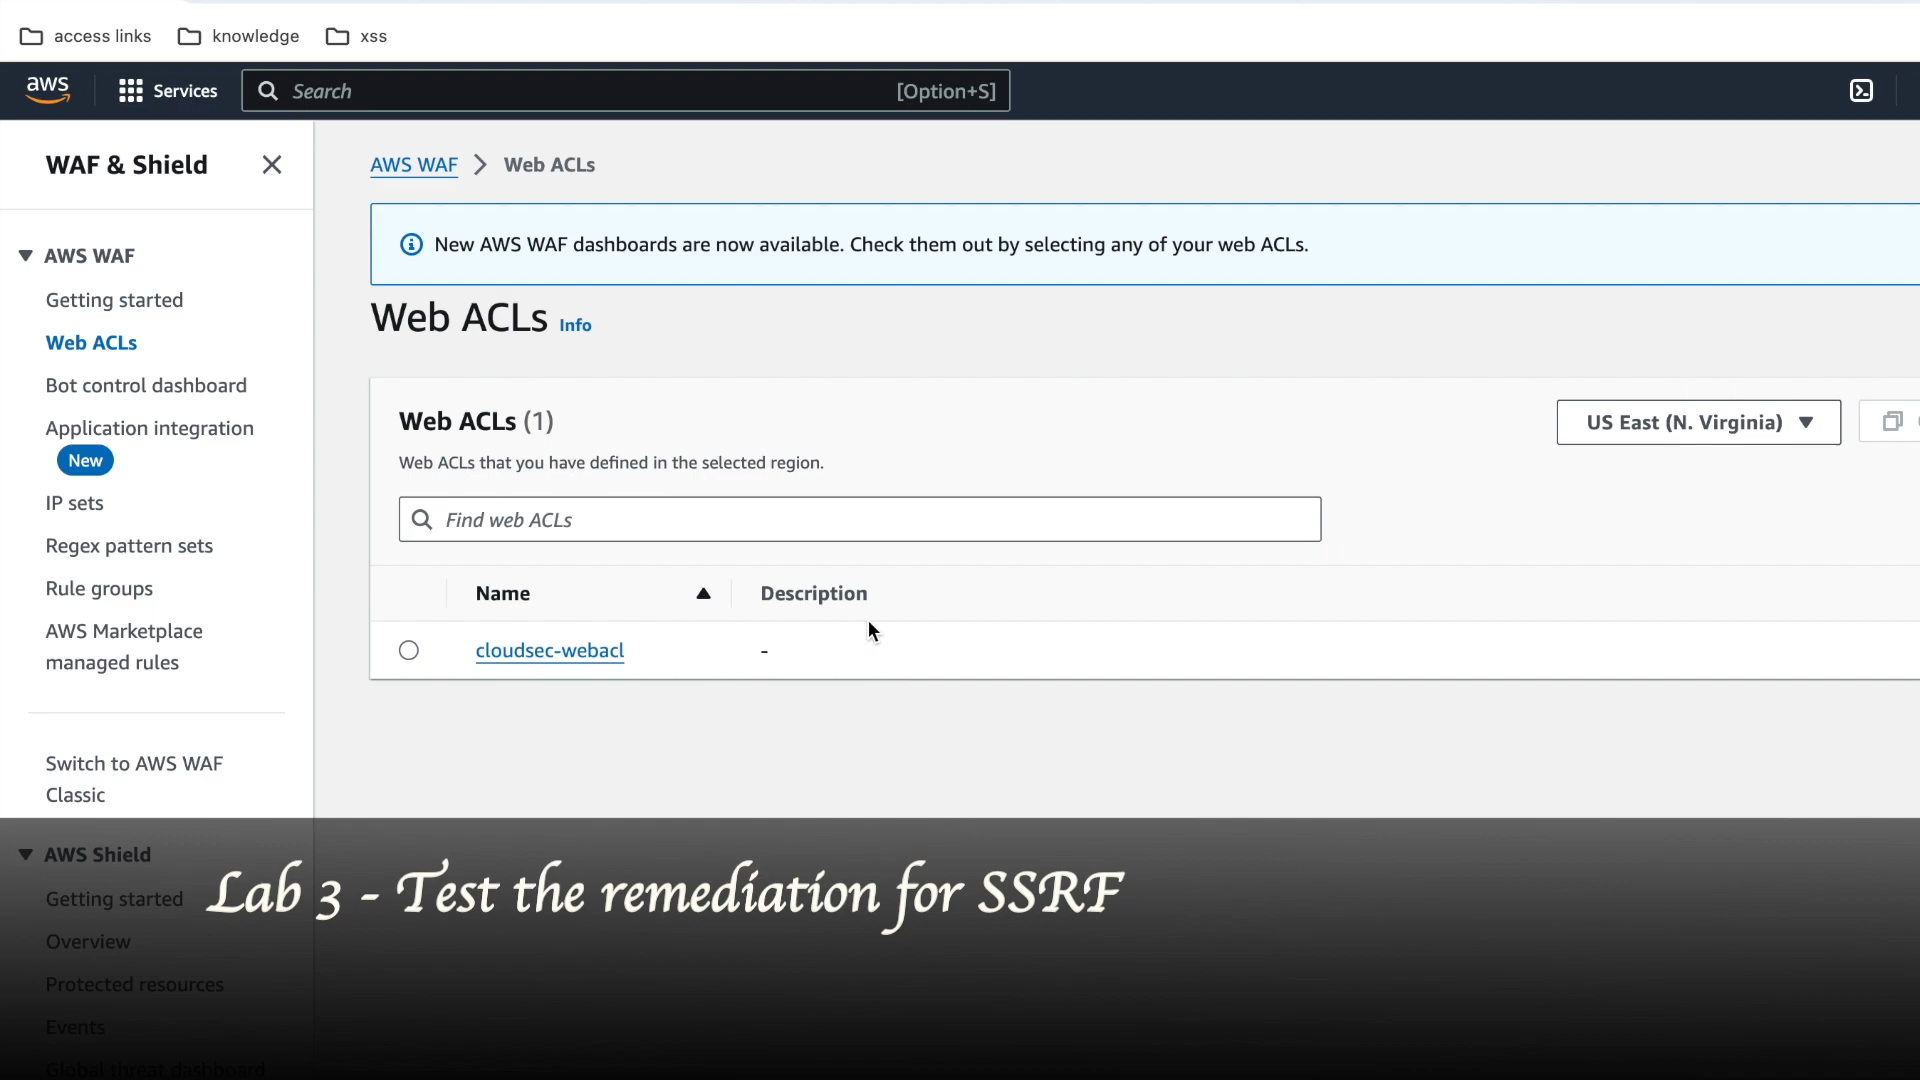 access links
knowledge
xss
aws
Services
Search
[Option+S]
WAF & Shield
AWS WAF
Getting started
Web ACLs
Bot control dashboard
Application integration
New
IP sets
Regex pattern sets
Rule groups
AWS Marketplace
managed rules
Switch to AWS WAF
Classic
AWS Shield
Getting started
Overview
Protected resources
Events
Global threat dashboard
AWS WAF > Web ACLs
New AWS WAF dashboards are now available. Check them out by selecting any of your web ACLs.
Web ACLs Info
Web ACLs (1)
US East (N. Virginia)
Web ACLs that you have defined in the selected region.
Find web ACLs
Name
Description
cloudsec-webacl
-
Lab 3 - Test the remediation for SSRF